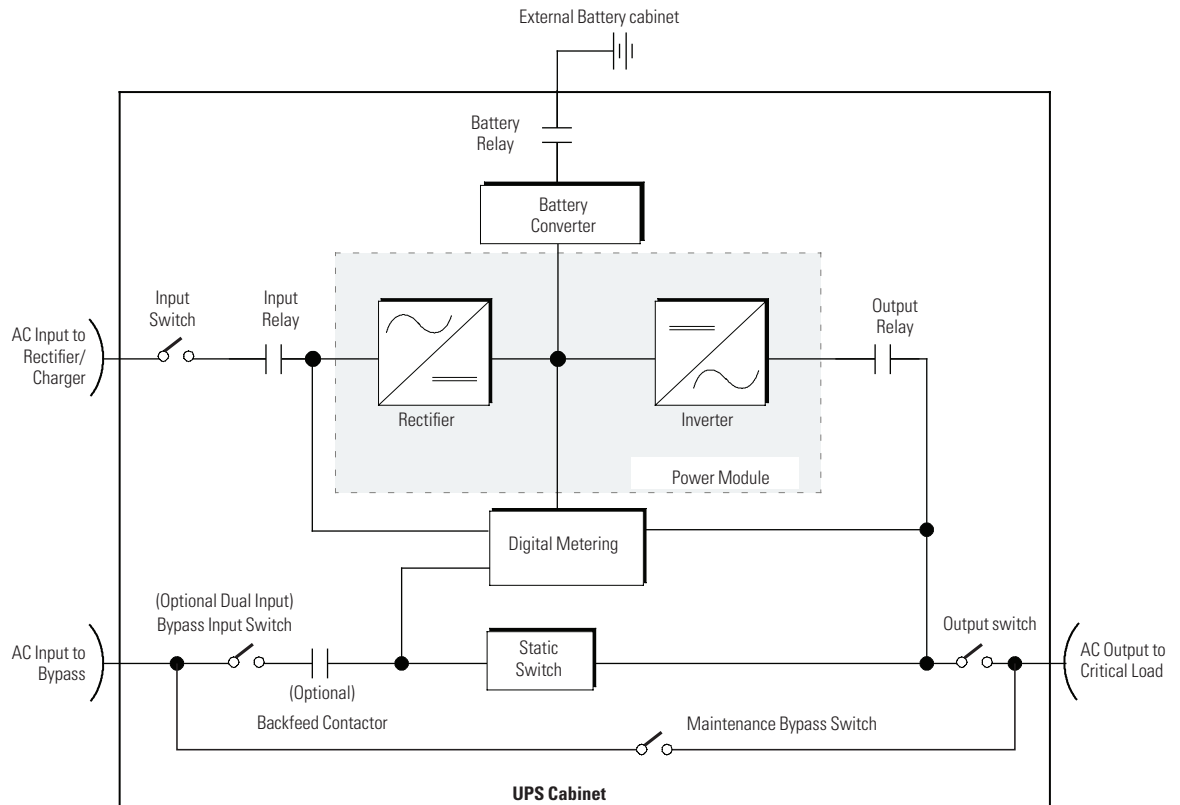 External Battery cabinet
Battery
Relay
Battery
Converter
Input
Switch
Input
Relay
Output
Relay
AC Input to
Rectifier/
Charger
Rectifier
Inverter
Power Module
Digital Metering
(Optional Dual Input)
Bypass Input Switch
Static
Switch
Output switch
AC Input to
Bypass
AC Output to
Critical Load
(Optional)
Backfeed Contactor
Maintenance Bypass Switch
UPS Cabinet